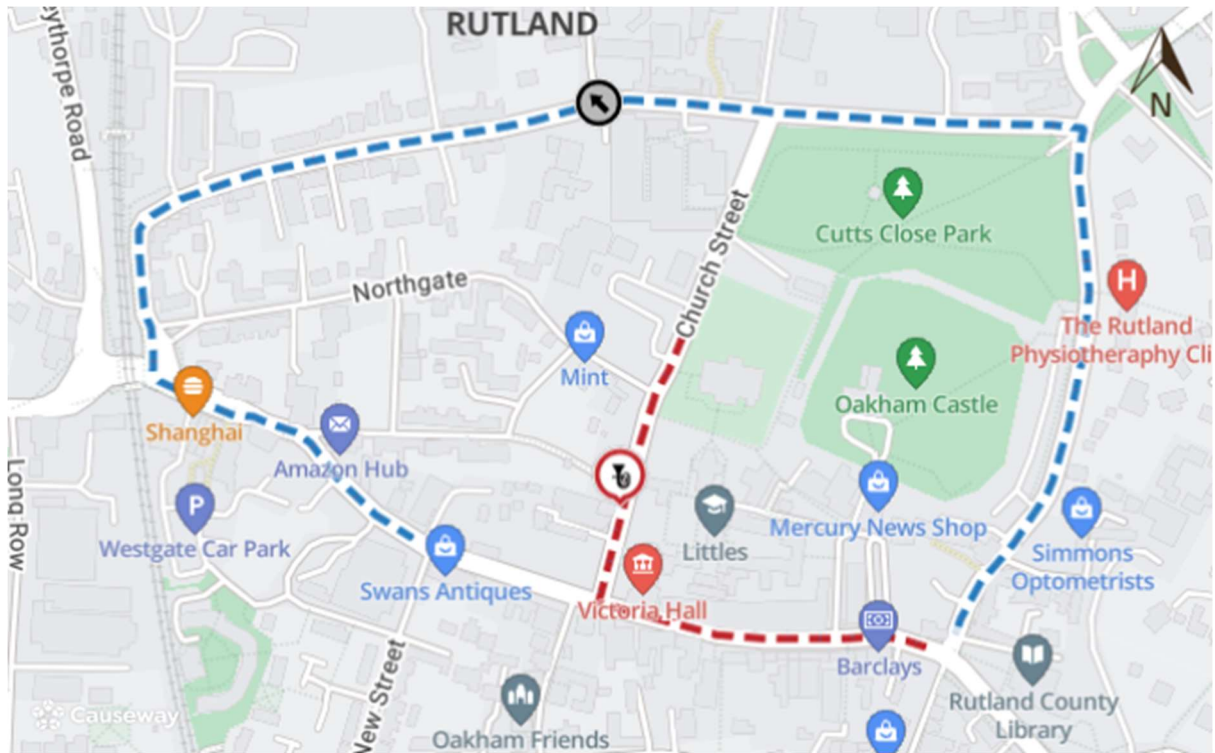 RUTLAND
eythorpe Road
N
Church Street
Cutts Close Park
H
Northgate
The Rutland
Physiotheraphy Cli
Mint
Oakham Castle
Shanghai
Amazon Hub
Long Row
P
Westgate Car Park
Mercury News Shop
Littles
Simmons
Optometrists
Swans Antiques
Victoria Hall
Barclays
New Street
Rutland County
Library
Causeway
Oakham Friends